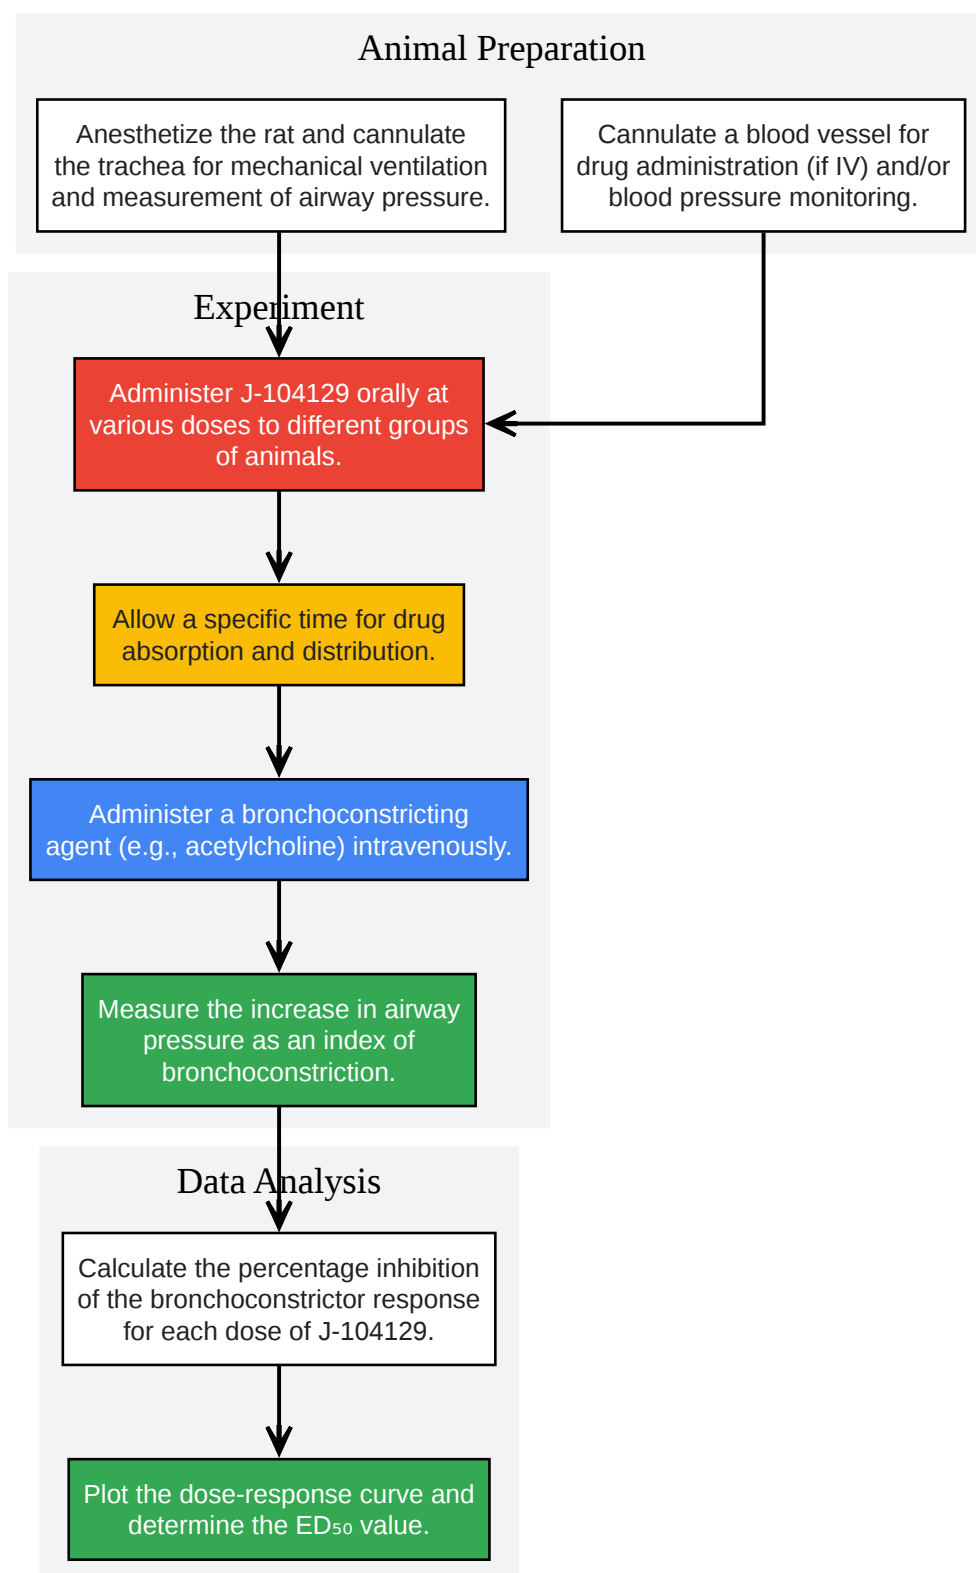 Animal Preparation
Anesthetize the rat and cannulate
the trachea for mechanical ventilation
and measurement of airway pressure.
Cannulate a blood vessel for
drug administration (if IV) and/or
blood pressure monitoring.
Experiment
Administer J-104129 orally at
various doses to different groups
of animals.
Allow a specific time for drug
absorption and distribution.
Administer a bronchoconstricting
agent (e.g., acetylcholine) intravenously.
Measure the increase in airway
pressure as an index of
bronchoconstriction.
Data Analysis
Calculate the percentage inhibition
of the bronchoconstrictor response
for each dose of J-104129.
Plot the dose-response curve and
determine the ED₅₀ value.